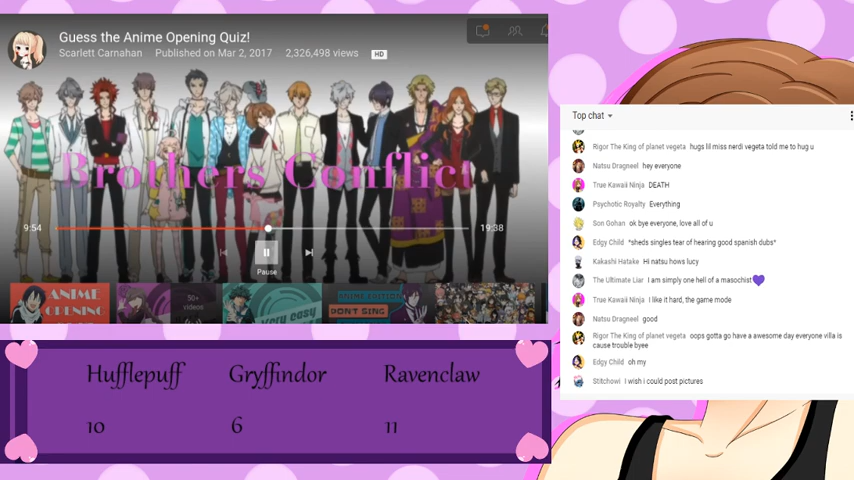 Guess the Anime Opening Quiz!
Scarlett Carnahan Published on Mar 2, 2017 2,326,498 views HD
Brothers Conflict
9:54
19:38
Pause
ANIME
OPENING
50+
videos
Very easy
ANIME EDITION
DON'T SING
Hufflepuff Gryffindor Ravenclaw
10 6 11
Top chat
Rigor The King of planet vegeta hugs lil miss nerdi vegeta told me to hug u
Natsu Dragneel hey everyone
True Kawaii Ninja DEATH
Psychotic Royalty Everything
Son Gohan ok bye everyone, love all of u
Edgy Child *sheds singles tear of hearing good spanish dubs*
Kakashi Hatake Hi natsu hows lucy
The Ultimate Liar I am simply one hell of a masochist💜
True Kawaii Ninja I like it hard, the game mode
Natsu Dragneel good
Rigor The King of planet vegeta oops gotta go have a awesome day everyone villa is
cause trouble byee
Edgy Child oh my
Stitchowi I wish i could post pictures